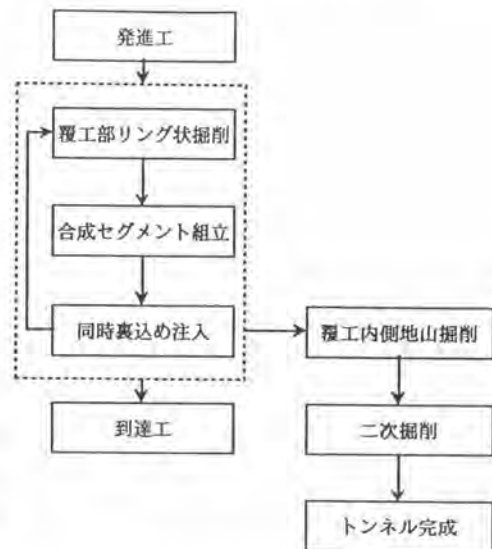 発進工
覆工部リング状掘削
合成セグメント組立
同時裏込め注入
到達工
覆工内側地山掘削
二次掘削
トンネル完成